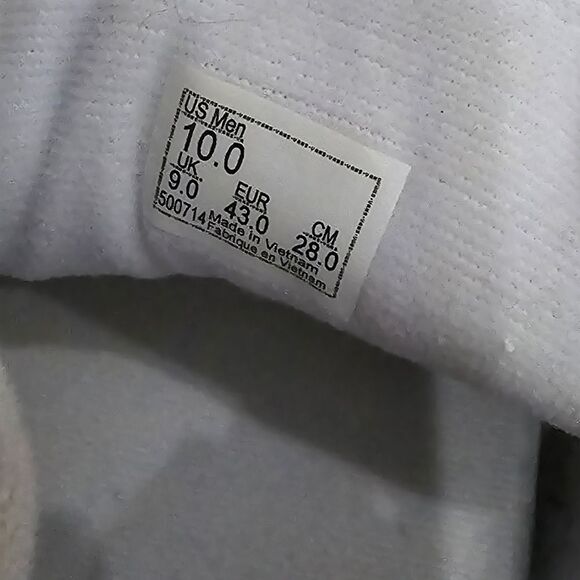 US Men
10.0
UK EUR CM
9.0 43.0 28.0
500714 Made in Vietnam
Fabriqué en Vietnam